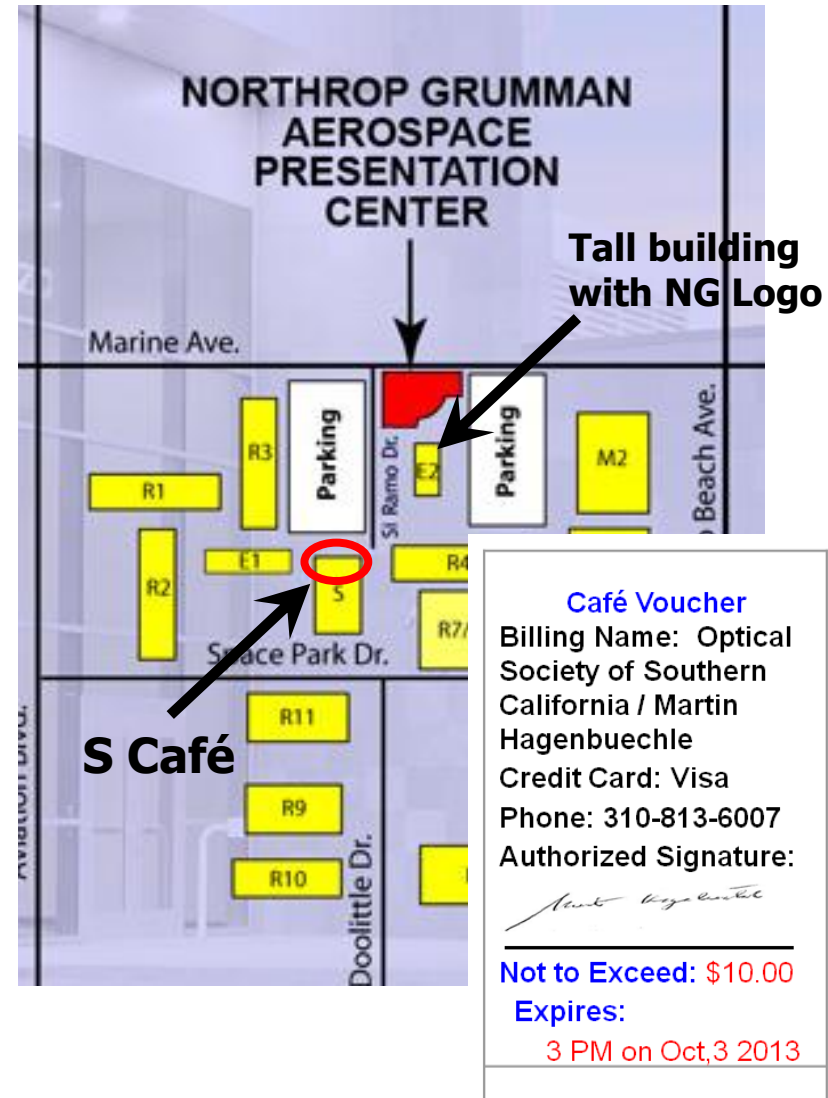 NORTHROP GRUMMAN
AEROSPACE
PRESENTATION
CENTER
Tall building
with NG Logo
Marine Ave.
Parking
Si Ramo Dr.
Parking
Beach Ave.
R3
E2
M2
R1
R2
E1
S
R4
R7/
Space Park Dr.
S Café
R11
R9
R10
Aviation Blvd.
Doolittle Dr.
Café Voucher
Billing Name: Optical
Society of Southern
California / Martin
Hagenbuechle
Credit Card: Visa
Phone: 310-813-6007
Authorized Signature:
Not to Exceed: $10.00
Expires:
3 PM on Oct,3 2013